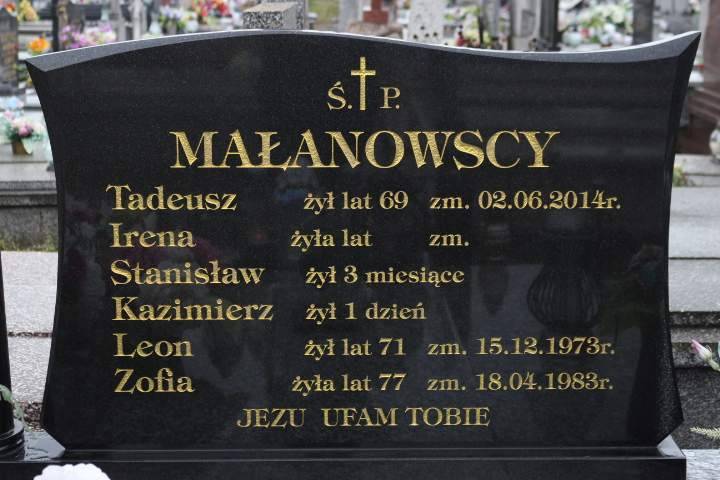 Ś. P.
MAŁANOWSCY
Tadeusz żył lat 69 zm. 02.06.2014r.
Irena żyła lat zm.
Stanisław żył 3 miesiące
Kazimierz żył 1 dzień
Leon żył lat 71 zm. 15.12.1973r.
Zofia żyła lat 77 zm. 18.04.1983r.
JEZU UFAM TOBIE